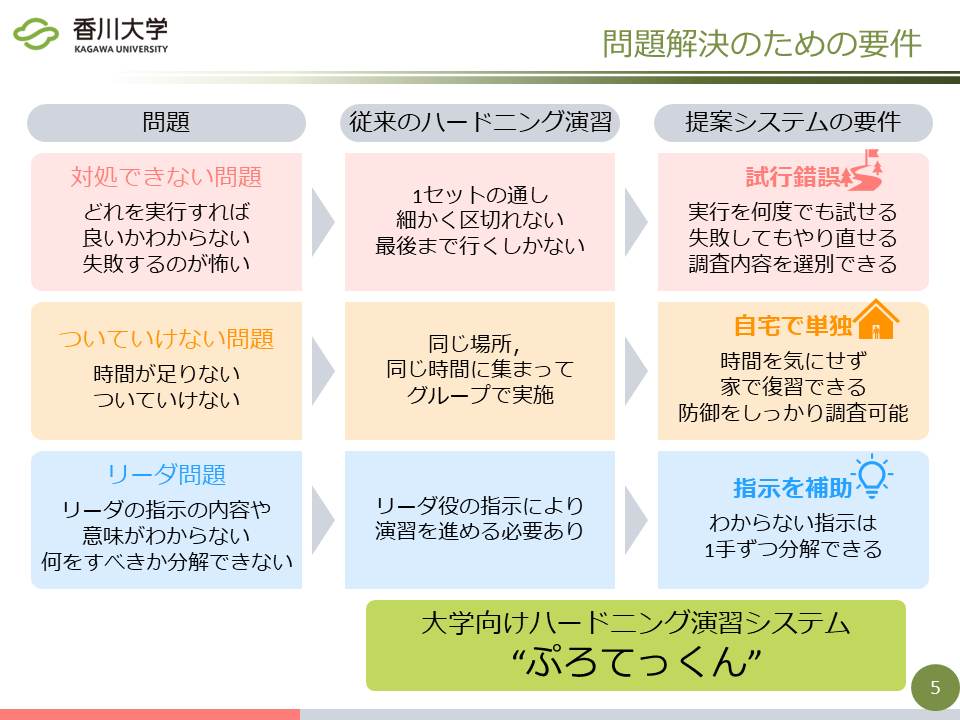 香川大学
KAGAWA UNIVERSITY
問題解決のための要件
問題
従来のハードニング演習
提案システムの要件
対処できない問題
どれを実行すれば
良いかわからない
失敗するのが怖い
1セットの通し
細かく区切れない
最後まで行くしかない
試行錯誤
実行を何度でも試せる
失敗してもやり直せる
調査内容を選別できる
ついていけない問題
時間が足りない
ついていけない
同じ場所,
同じ時間に集まって
グループで実施
自宅で単独
時間を気にせず
家で復習できる
防御をしっかり調査可能
リーダ問題
リーダの指示の内容や
意味がわからない
何をすべきか分解できない
リーダ役の指示により
演習を進める必要あり
指示を補助
わからない指示は
1手ずつ分解できる
大学向けハードニング演習システム
“ぷろてっくん”
5